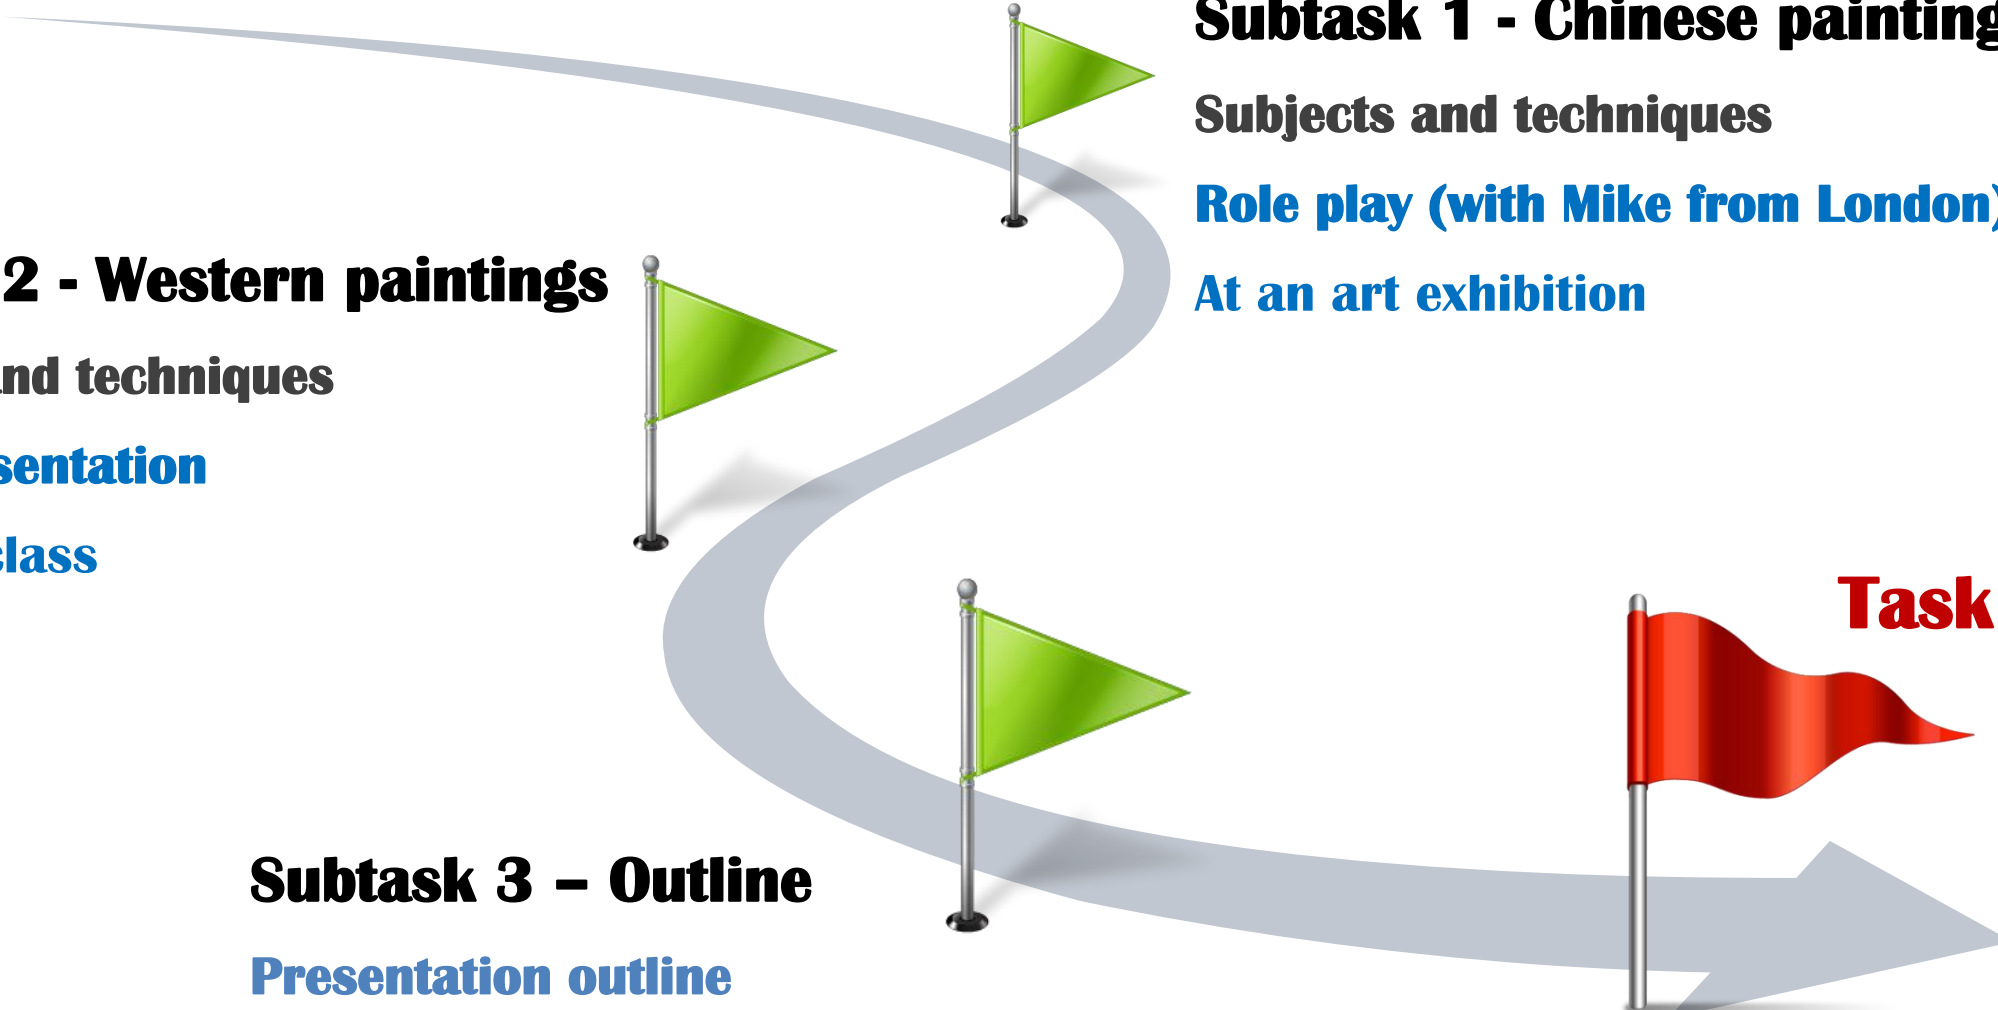 Subtask 1 - Chinese painting
Subjects and techniques
Role play (with Mike from London)
At an art exhibition
2 - Western paintings
and techniques
sentation
class
Task
Subtask 3 – Outline
Presentation outline